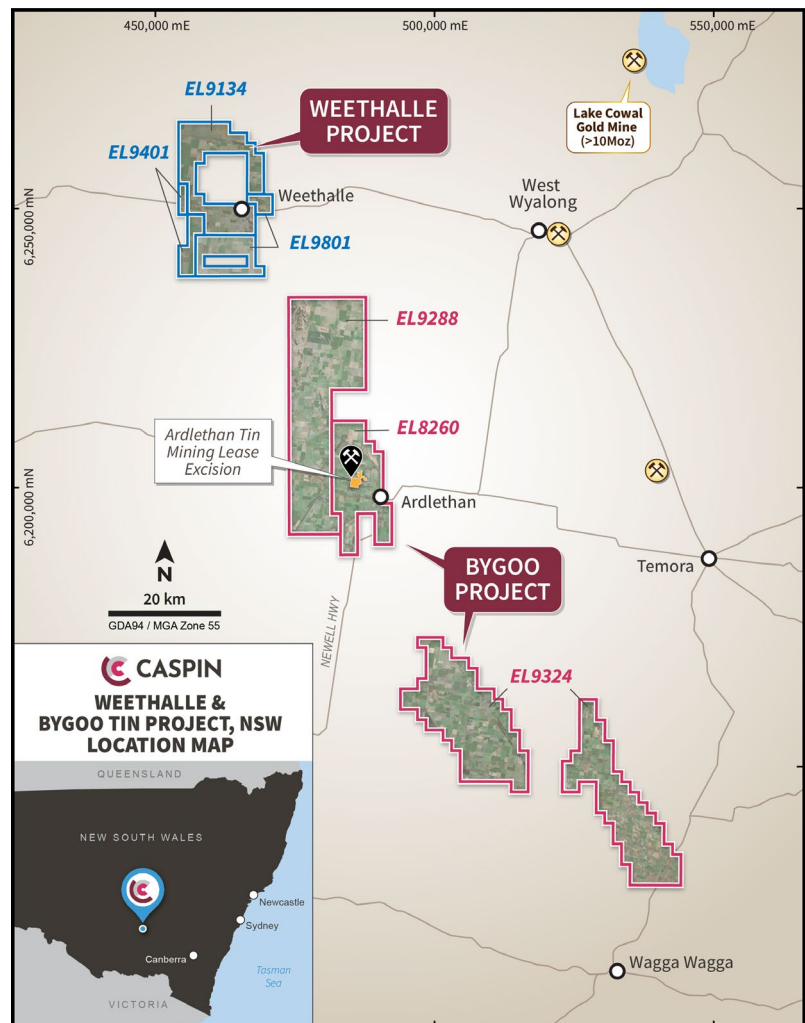 450,000 mE
500,000 mE
550,000 mE
EL9134
WEETHALLE
PROJECT
Lake Cowal
Gold Mine
(>10Moz)
EL9401
Weethalle
West
Wyalong
6,250,000 mN
EL9801
EL9288
EL8260
Ardlethan Tin
Mining Lease
Excision
Ardlethan
6,200,000 mN
BYGOO
PROJECT
Temora
N
20 km
GDA94 / MGA Zone 55
NEWELL HWY
EL9324
CASPIN
WEETHALLE &
BYGOO TIN PROJECT, NSW
LOCATION MAP
QUEENSLAND
NEW SOUTH WALES
Newcastle
Sydney
Canberra
Tasman
Sea
VICTORIA
Wagga Wagga